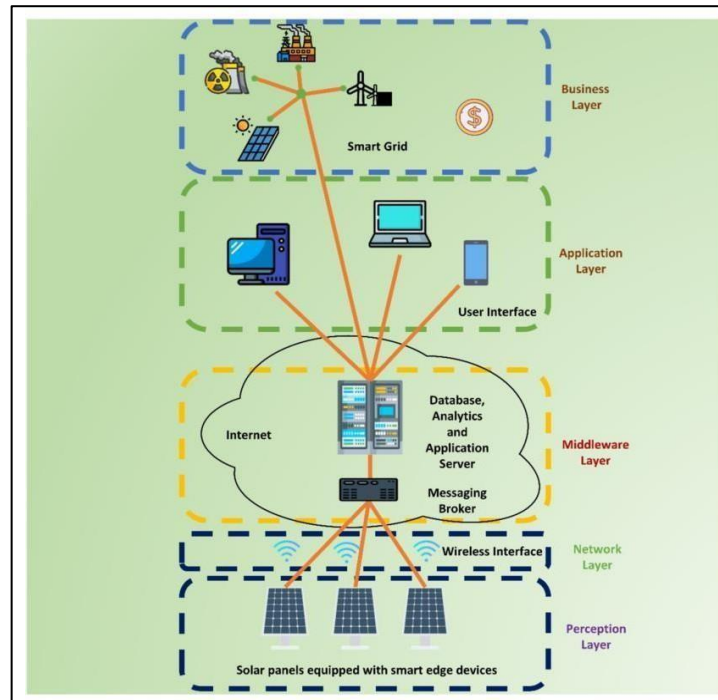 Business
Layer
$
Smart Grid
Application
Layer
User Interface
Internet
Database,
Analytics
and
Application
Server
Middleware
Layer
Messaging
Broker
Wireless Interface
Network
Layer
Perception
Layer
Solar panels equipped with smart edge devices